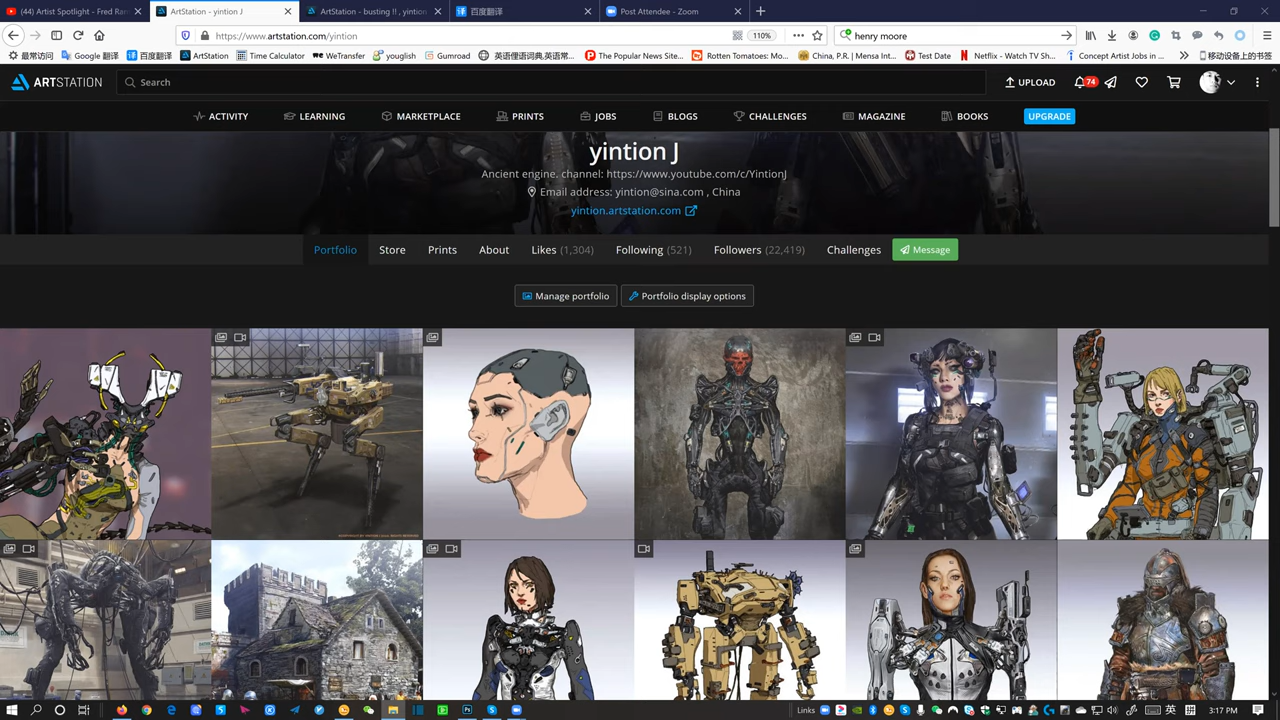 (44) Artist Spotlight - Fred Ra
ArtStation - yintion J
ArtStation - busting !! , yintion
百度翻译
Post Attendee - Zoom
https://www.artstation.com/yintion
110%
henry moore
最常访问
Google 翻译
百度翻译
ArtStation
Time Calculator
WeTransfer
youglish
Gumroad
英语俚语词典,英语常...
The Popular News Site...
Rotten Tomatoes: Mo...
China, P.R. | Mensa Int...
Test Date
Netflix - Watch TV Sh...
Concept Artist Jobs in ...
移动设备上的书签
ARTSTATION
Search
UPLOAD
74
ACTIVITY
LEARNING
MARKETPLACE
PRINTS
JOBS
BLOGS
CHALLENGES
MAGAZINE
BOOKS
UPGRADE
yintion J
Ancient engine. channel: https://www.youtube.com/c/YintionJ
Email address: yintion@sina.com , China
yintion.artstation.com
Portfolio
Store
Prints
About
Likes (1,304)
Following (521)
Followers (22,419)
Challenges
Message
Manage portfolio
Portfolio display options
Links
英
拼
3:17 PM